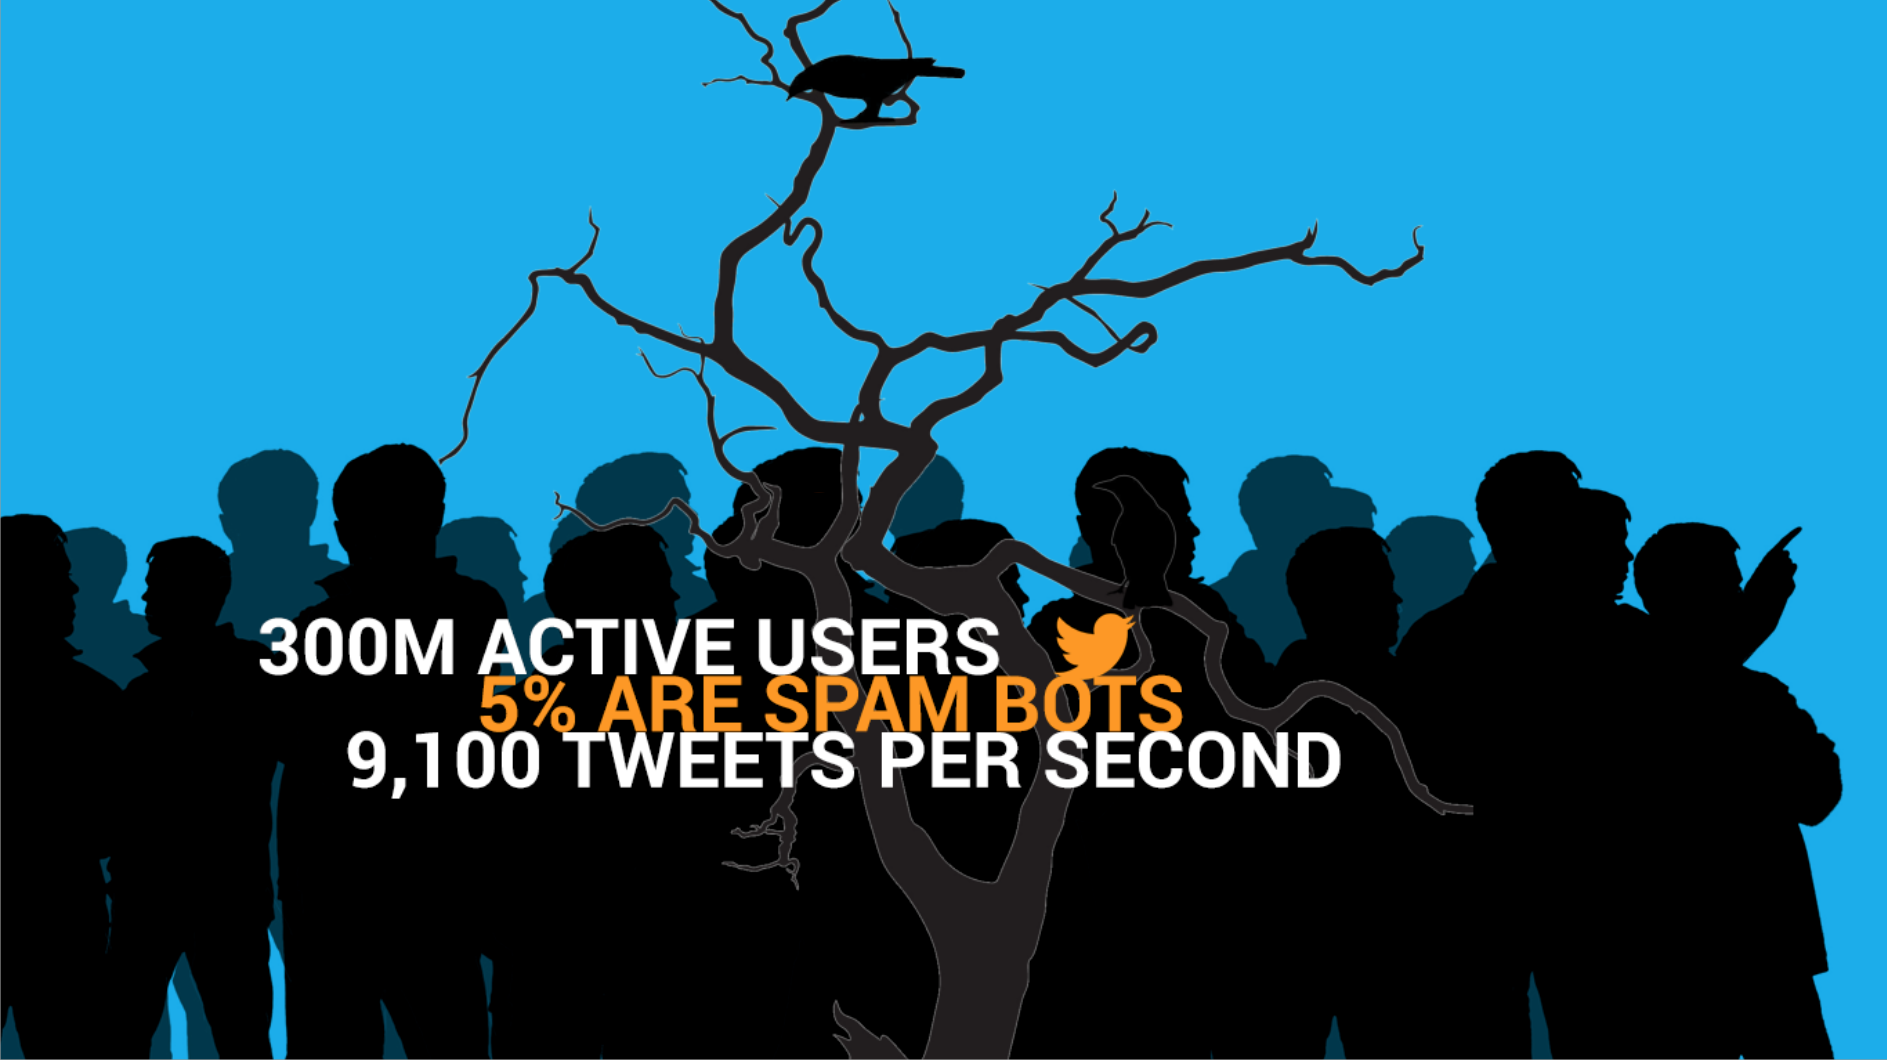 300M ACTIVE USERS
5% ARE SPAM BOTS
9,100 TWEETS PER SECOND